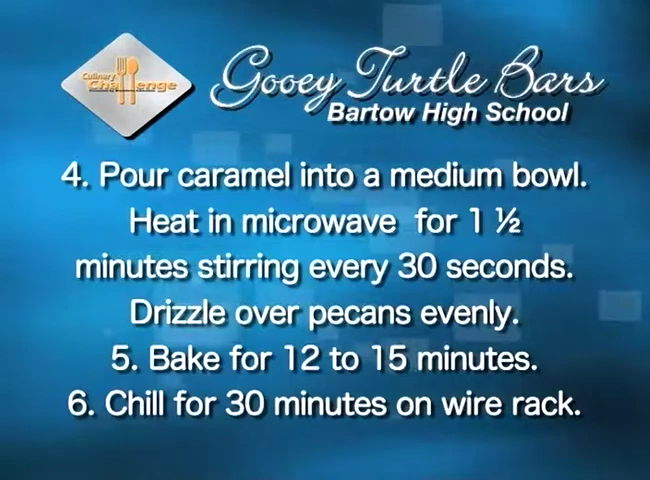 Culinary
Challenge
Gooey Turtle Bars
Bartow High School
4. Pour caramel into a medium bowl.
Heat in microwave for 1 ½
minutes stirring every 30 seconds.
Drizzle over pecans evenly.
5. Bake for 12 to 15 minutes.
6. Chill for 30 minutes on wire rack.